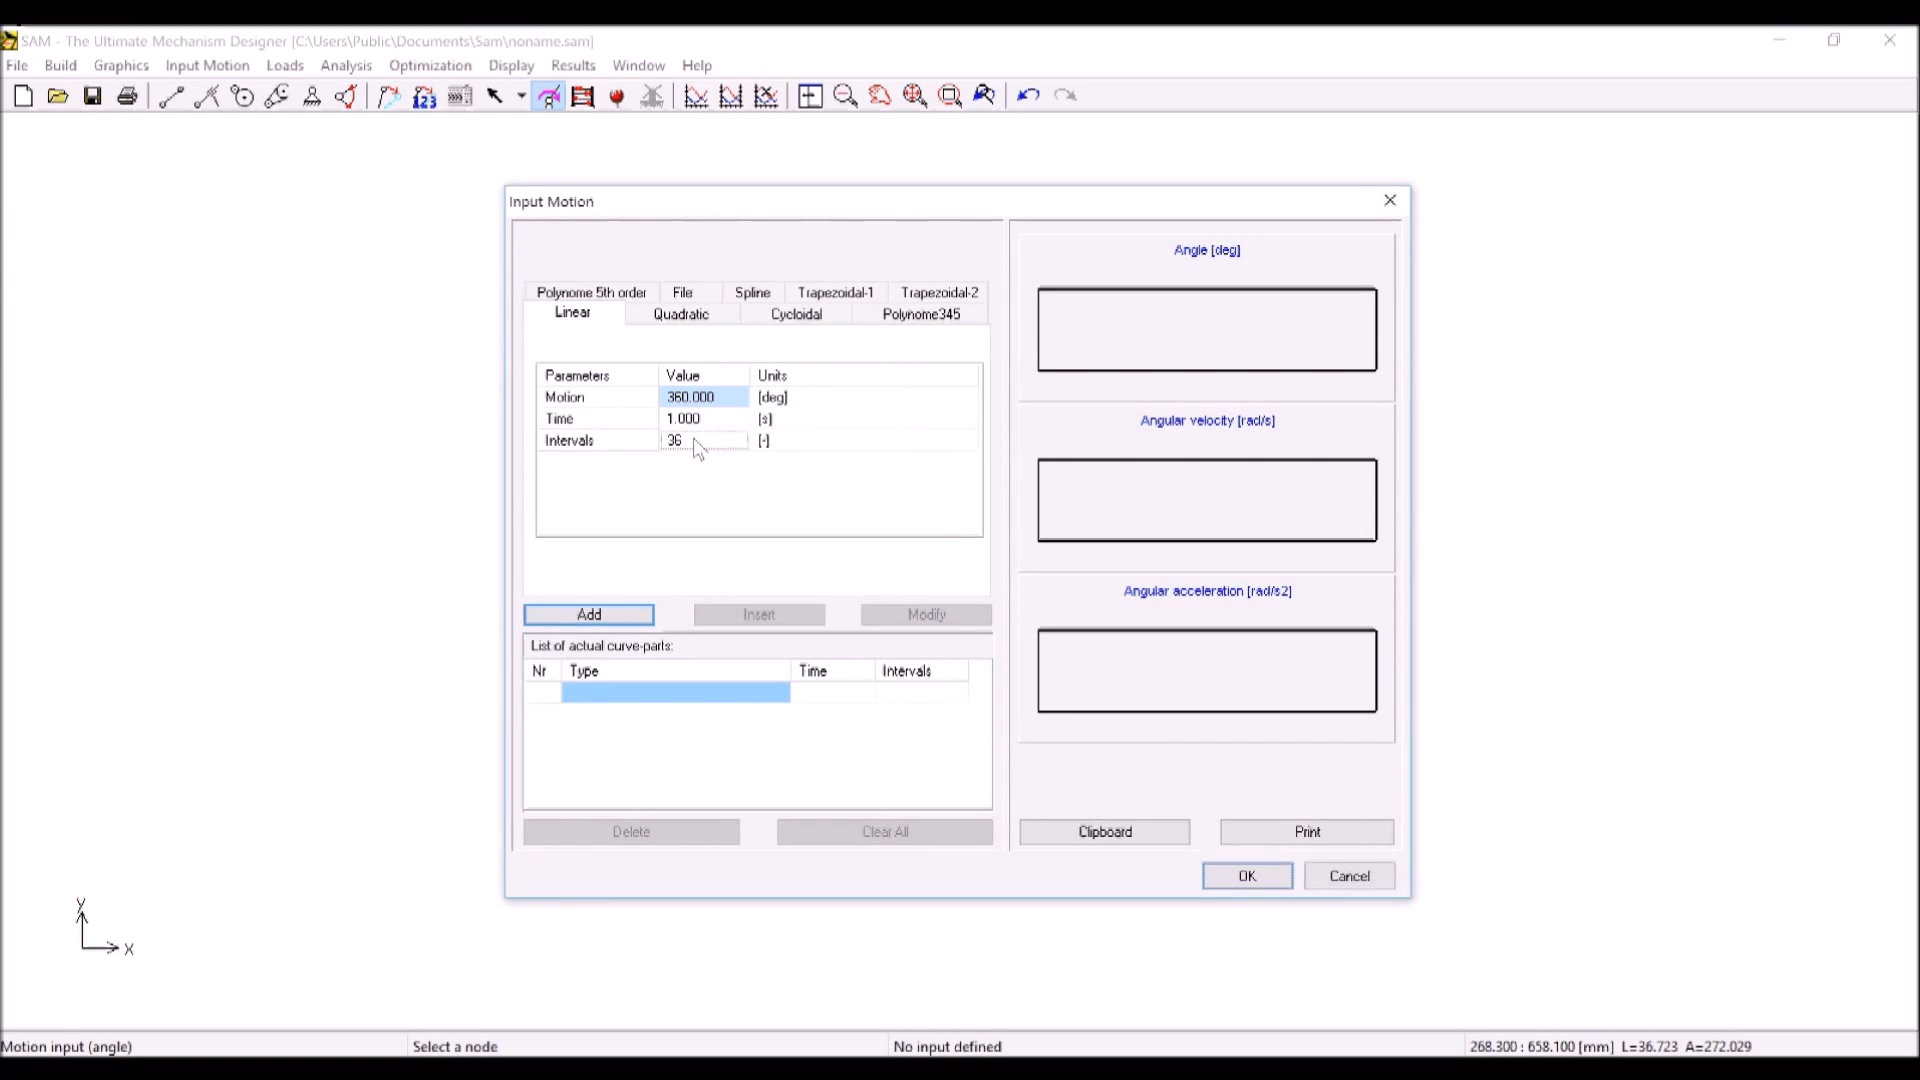 SAM - The Ultimate Mechanism Designer [C:\Users\Public\Documents\Sam\noname.sam]
File Build Graphics Input Motion Loads Analysis Optimization Display Results Window Help
123
Input Motion
Polynome 5th order File Spline Trapezoidal-1 Trapezoidal-2
Linear Quadratic Cycloidal Polynome345
Parameters Value Units
Motion 360.000 [deg]
Time 1.000 [s]
Intervals 36 [-]
Add Insert Modify
List of actual curve-parts:
Nr Type Time Intervals
Delete Clear All
Angle [deg]
Angular velocity [rad/s]
Angular acceleration [rad/s2]
Clipboard Print
OK Cancel
y
x
Motion input (angle) Select a node No input defined 268.300 : 658.100 [mm] L=36.723 A=272.029